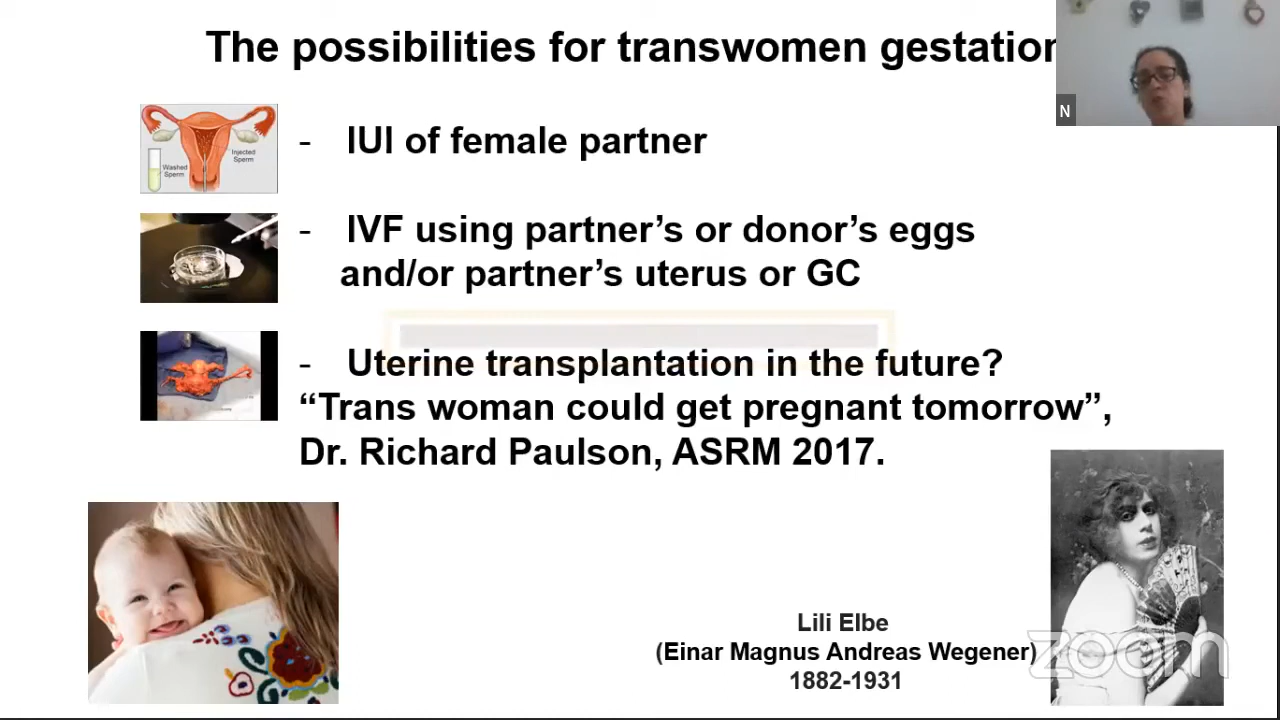 The possibilities for transwomen gestation
N
Injected
Sperm
Washed
Sperm
- IUI of female partner
- IVF using partner’s or donor’s eggs
and/or partner’s uterus or GC
- Uterine transplantation in the future?
“Trans woman could get pregnant tomorrow”,
Dr. Richard Paulson, ASRM 2017.
Lili Elbe
(Einar Magnus Andreas Wegener)
1882-1931
zoom